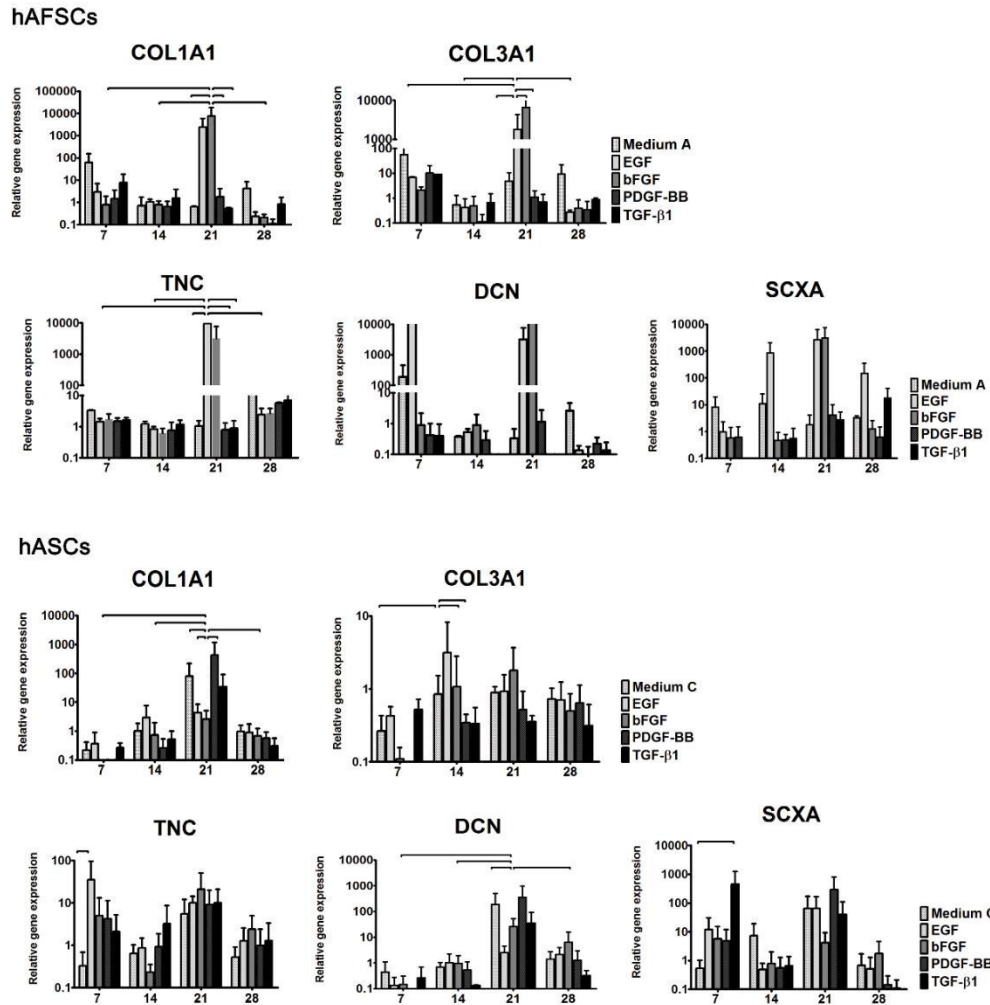 hAFSCs
COL1A1
Relative gene expression
100000
10000
1000
100
10
1
0.1
7 14 21 28
COL3A1
Relative gene expression
10000
1000
100
100
10
1
0.1
7 14 21 28
Medium A
EGF
bFGF
PDGF-BB
TGF-β1
TNC
Relative gene expression
10000
1000
100
10
1
0.1
7 14 21 28
DCN
Relative gene expression
10000
1000
100
10
1
0.1
7 14 21 28
SCXA
Relative gene expression
10000
1000
100
10
1
0.1
7 14 21 28
Medium A
EGF
bFGF
PDGF-BB
TGF-β1
hASCs
COL1A1
Relative gene expression
10000
1000
100
10
1
0.1
7 14 21 28
COL3A1
Relative gene expression
10
1
0.1
7 14 21 28
Medium C
EGF
bFGF
PDGF-BB
TGF-β1
TNC
Relative gene expression
100
10
1
0.1
7 14 21 28
DCN
Relative gene expression
10000
1000
100
10
1
0.1
7 14 21 28
SCXA
Relative gene expression
10000
1000
100
10
1
0.1
7 14 21 28
Medium C
EGF
bFGF
PDGF-BB
TGF-β1